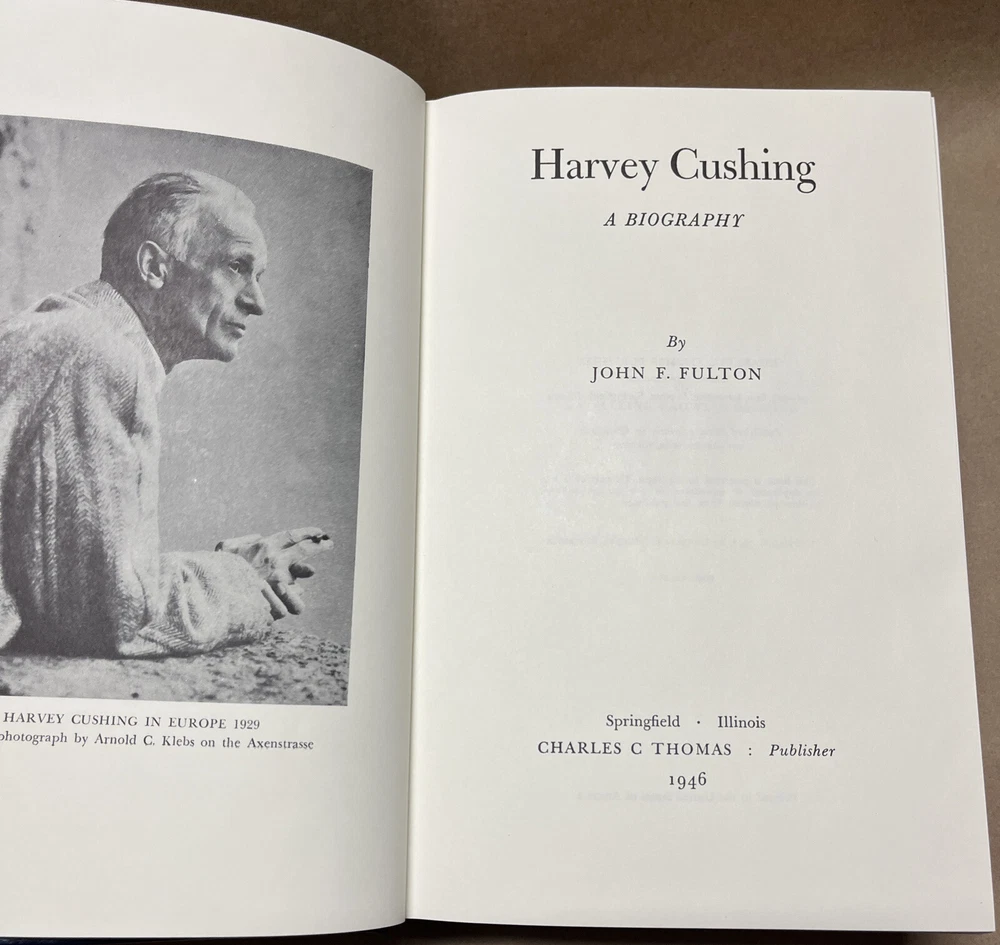 HARVEY CUSHING IN EUROPE 1929
photograph by Arnold C. Klebs on the Axenstrasse
Harvey Cushing
A BIOGRAPHY
By
JOHN F. FULTON
Springfield · Illinois
CHARLES C THOMAS : Publisher
1946